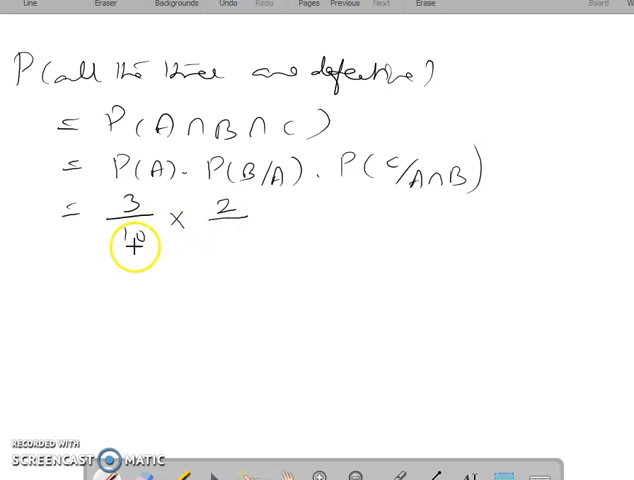 Line Eraser Backgrounds Undo Redo Pages Previous Next Erase Board W
P(all the three are defective)
= P(A∩B∩C)
= P(A). P(B/A). P(C/A∩B)
= 3/10 × 2/
RECORDED WITH
SCREENCAST MATIC